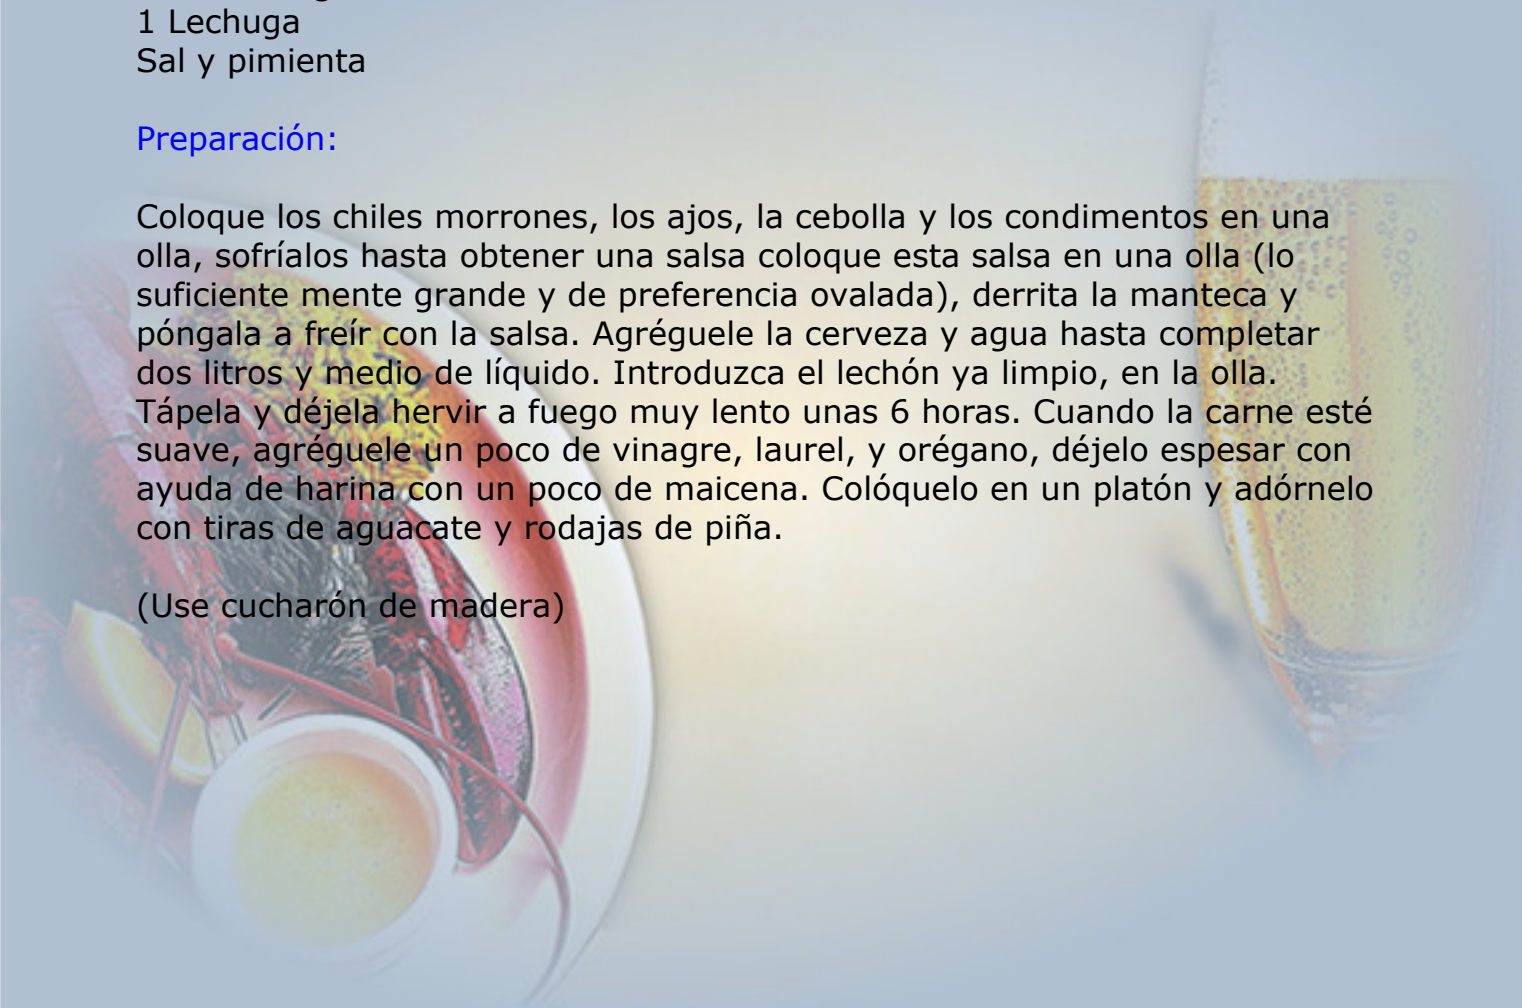 1 Lechuga
Sal y pimienta
Preparación:
Coloque los chiles morrones, los ajos, la cebolla y los condimentos en una
olla, sofríalos hasta obtener una salsa coloque esta salsa en una olla (lo
suficiente mente grande y de preferencia ovalada), derrita la manteca y
póngala a freír con la salsa. Agréguele la cerveza y agua hasta completar
dos litros y medio de líquido. Introduzca el lechón ya limpio, en la olla.
Tápela y déjela hervir a fuego muy lento unas 6 horas. Cuando la carne esté
suave, agréguele un poco de vinagre, laurel, y orégano, déjelo espesar con
ayuda de harina con un poco de maicena. Colóquelo en un platón y adórnelo
con tiras de aguacate y rodajas de piña.
(Use cucharón de madera)